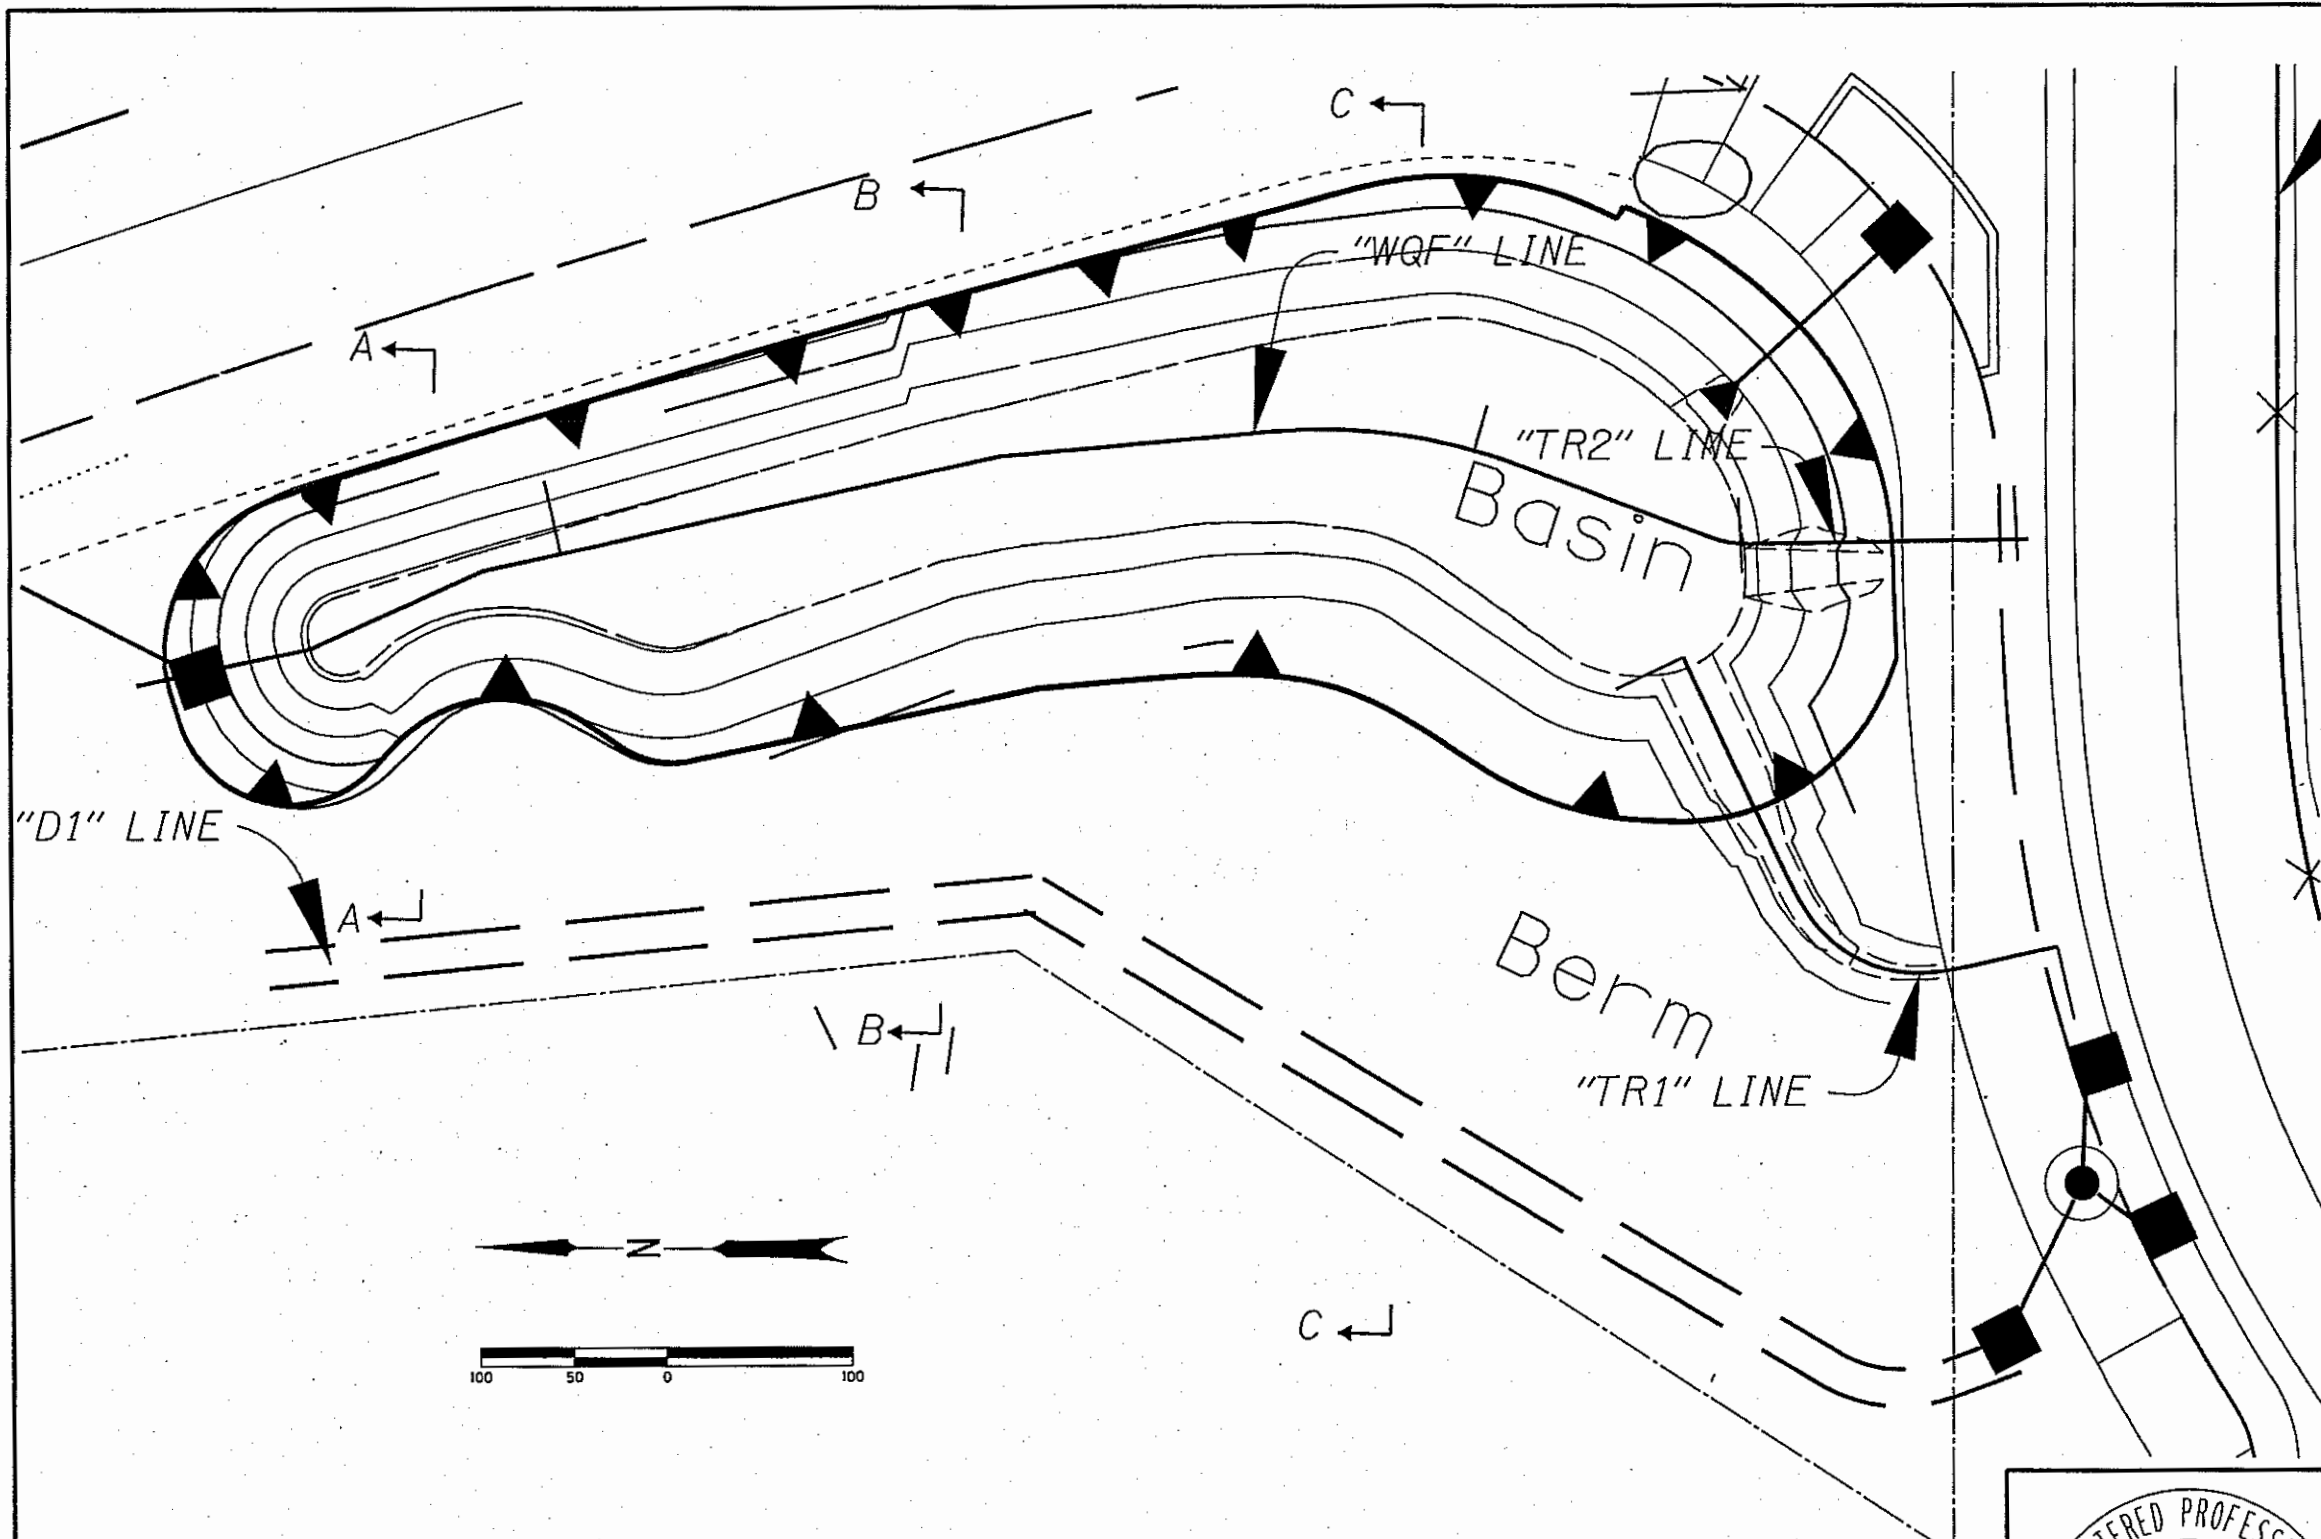 C
B
"WQF" LINE
A
"TR2" LINE
Basin
"D1" LINE
A
Berm
B
"TR1" LINE
N
C
100 50 0 100
TERED PROFESS